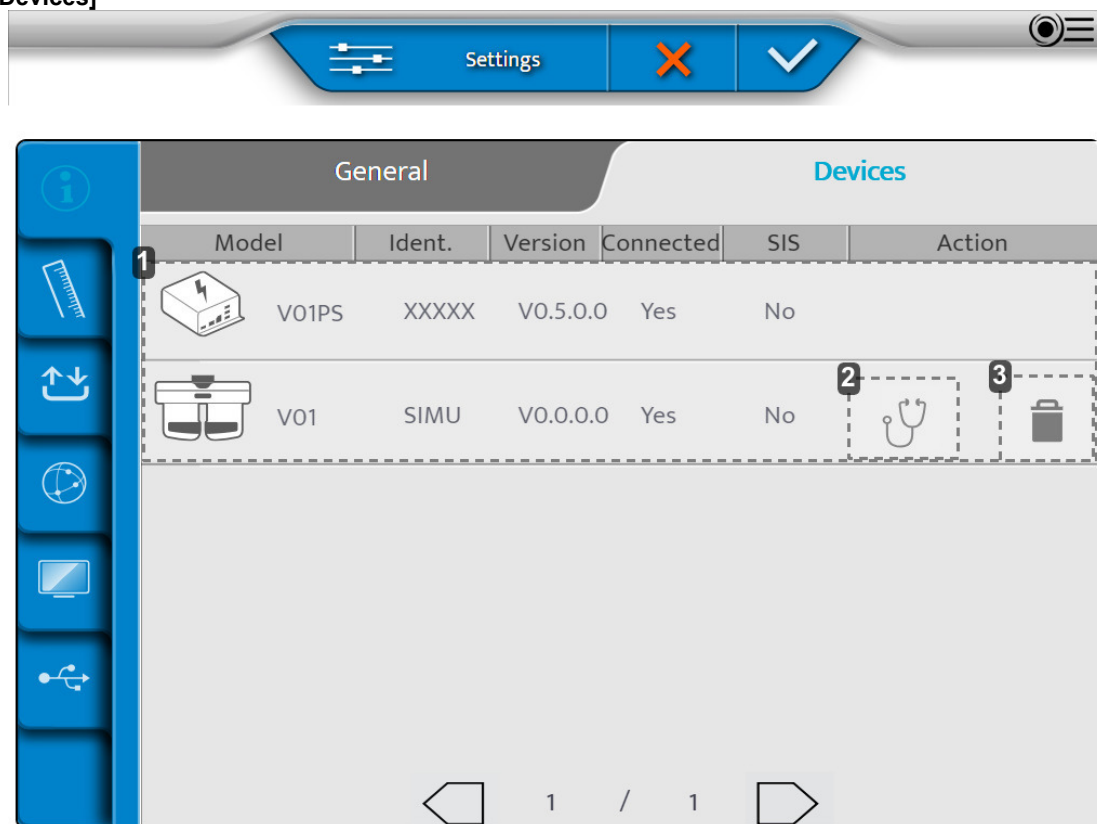 Devices]
Settings
General
Devices
Model Ident. Version Connected SIS Action
1
V01PS XXXXX V0.5.0.0 Yes No
2 3
V01 SIMU V0.0.0.0 Yes No
1 / 1